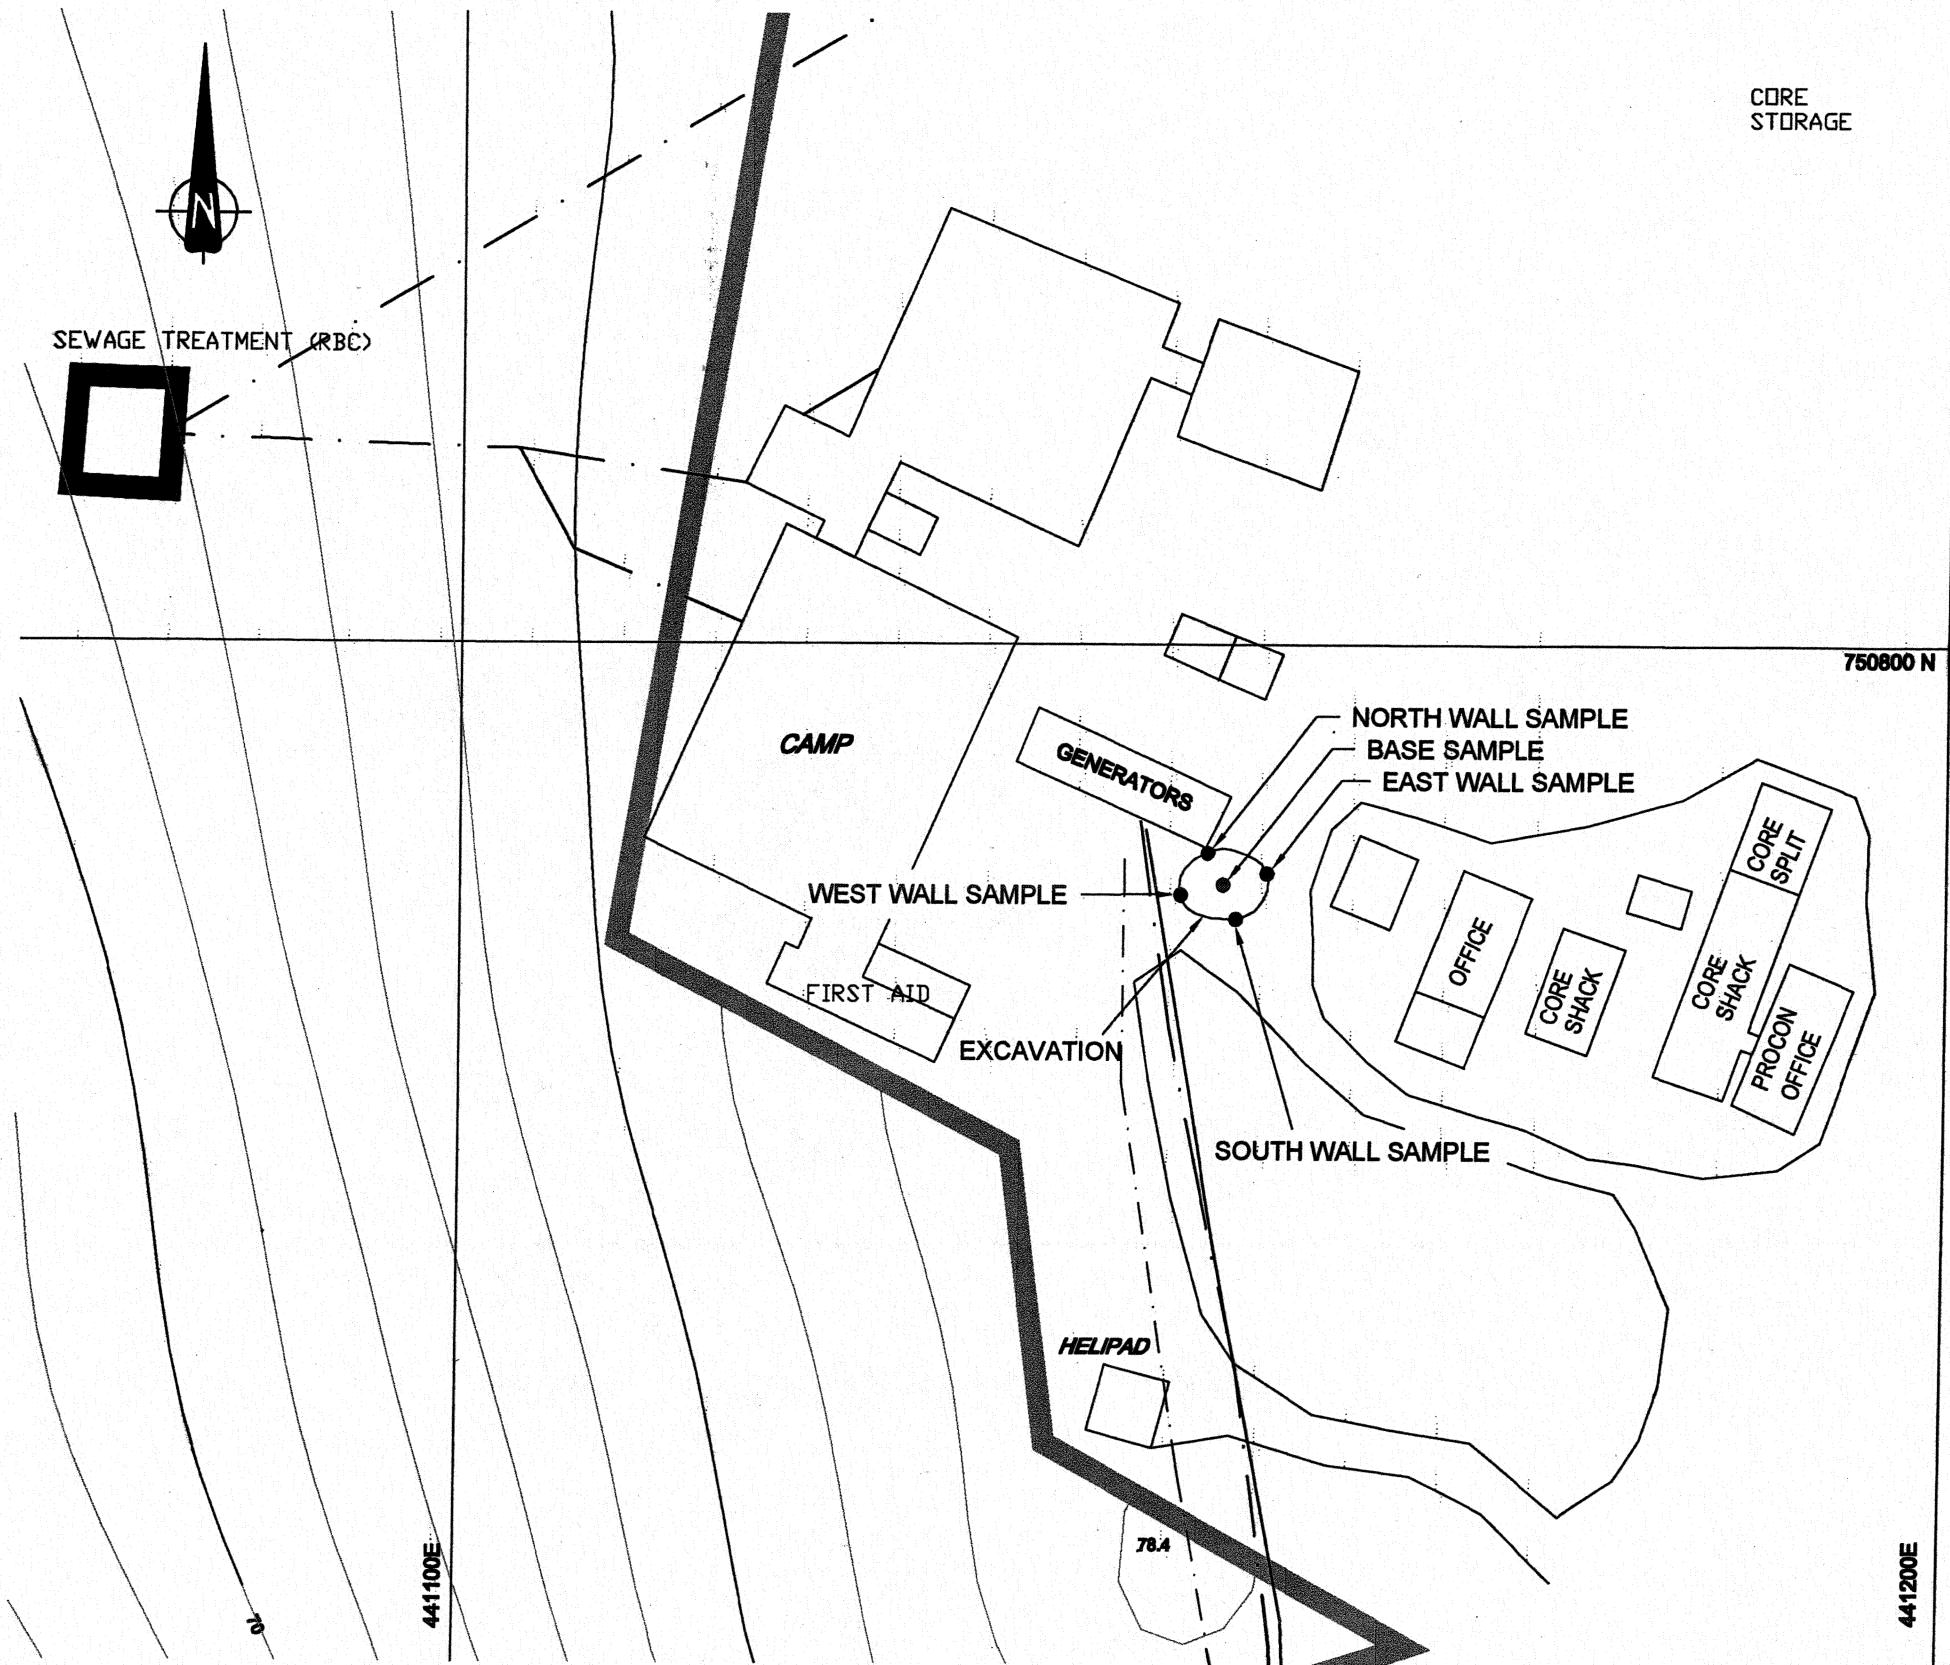 CORE
STORAGE
N
SEWAGE TREATMENT (RBC)
750800 N
NORTH WALL SAMPLE
BASE SAMPLE
EAST WALL SAMPLE
CAMP
GENERATORS
WEST WALL SAMPLE
CORE
SPLIT
OFFICE
CORE
SHACK
CORE
SHACK
PROCON
OFFICE
FIRST AID
EXCAVATION
SOUTH WALL SAMPLE
HELIPAD
78.4
441100E
441200E
70